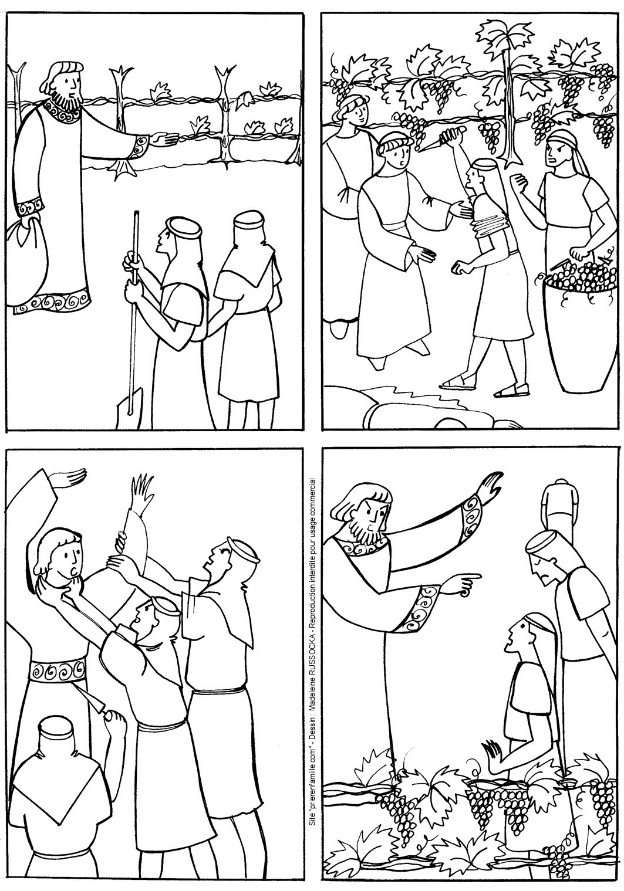 Site "prierenfamille.com" - Dessin : Madeleine RUSSOCKA - Reproduction interdite pour usage commercial